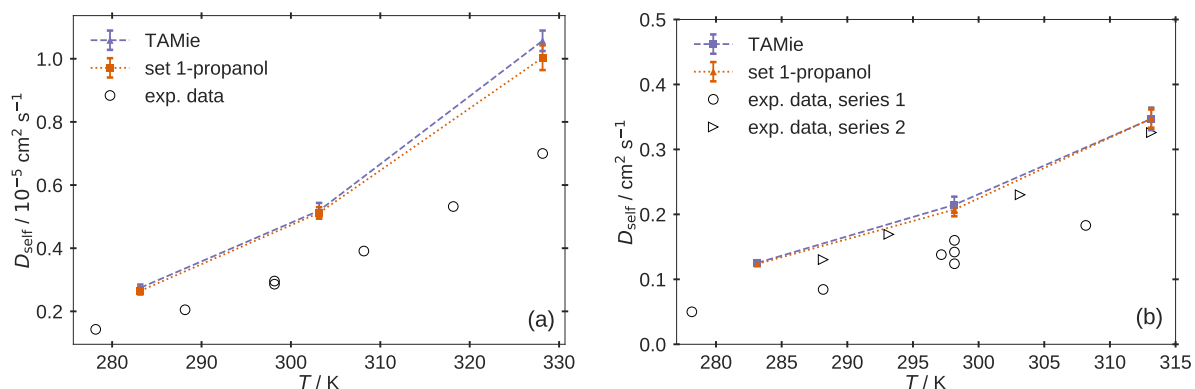 TAMie
set 1-propanol
exp. data
D_self / 10⁻⁵ cm² s⁻¹
1.0
0.8
0.6
0.4
0.2
(a)
280 290 300 310 320 330
T / K
TAMie
set 1-propanol
exp. data, series 1
exp. data, series 2
D_self / cm² s⁻¹
0.5
0.4
0.3
0.2
0.1
0.0
(b)
280 285 290 295 300 305 310 315
T / K